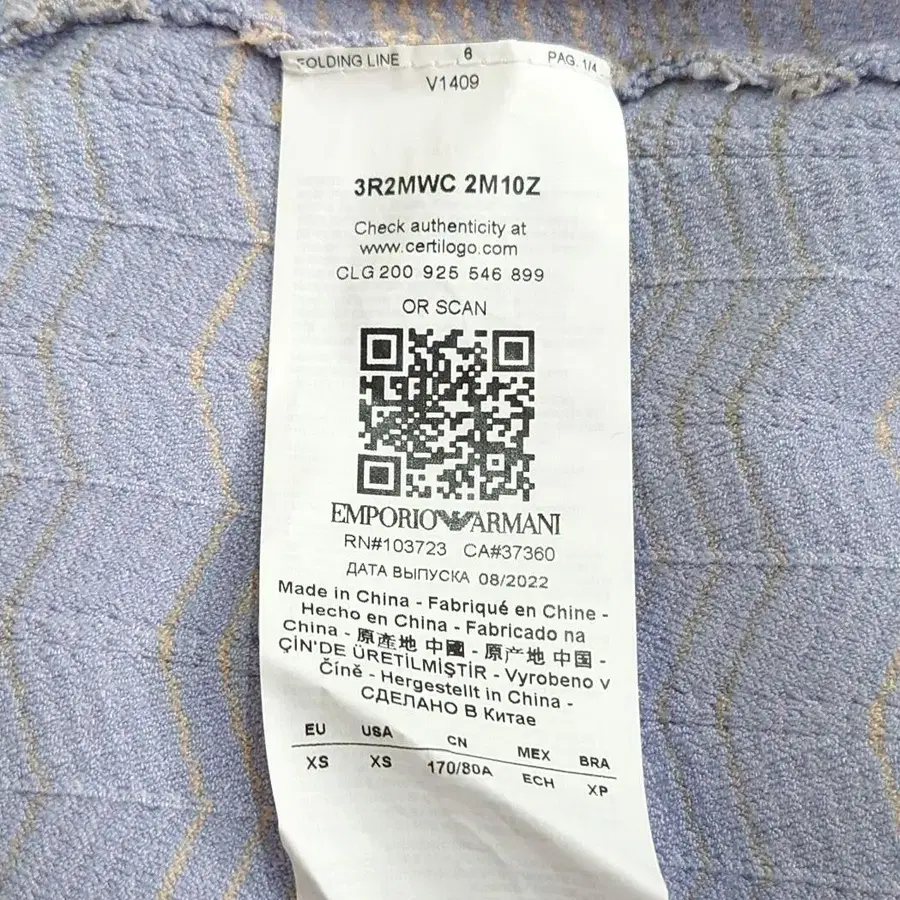 FOLDING LINE 6 PAG. 1/4
V1409
3R2MWC 2M10Z
Check authenticity at
www.certilogo.com
CLG 200 925 546 899
OR SCAN
EMPORIO ARMANI
RN#103723 CA#37360
ДАТА ВЫПУСКА 08/2022
Made in China - Fabriqué en Chine -
Hecho en China - Fabricado na
China - 原產地 中國 - 原产地 中国 -
ÇİN'DE ÜRETİLMİŞTİR - Vyrobeno v
Číně - Hergestellt in China -
СДЕЛАНО В Китае
EU USA CN MEX BRA
XS XS 170/80A ECH XP